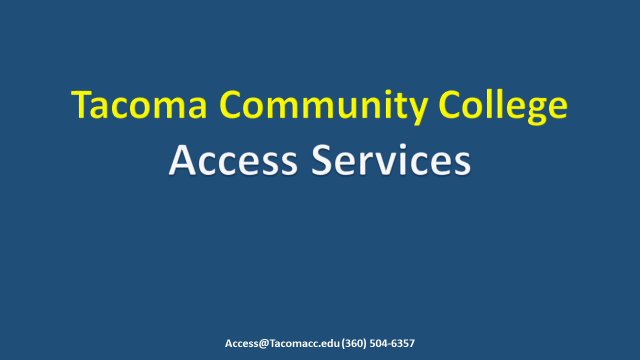 Tacoma Community College
Access Services
Access@Tacomacc.edu (360) 504-6357